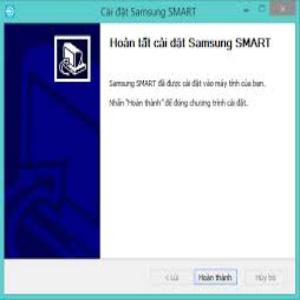 Cài đặt Samsung SMART
Hoàn tất cài đặt Samsung SMART
Samsung SMART đã được cài đặt vào máy tính của bạn.
Nhấn "Hoàn thành" để đóng chương trình cài đặt.
< Lùi
Hoàn thành
Hủy bỏ